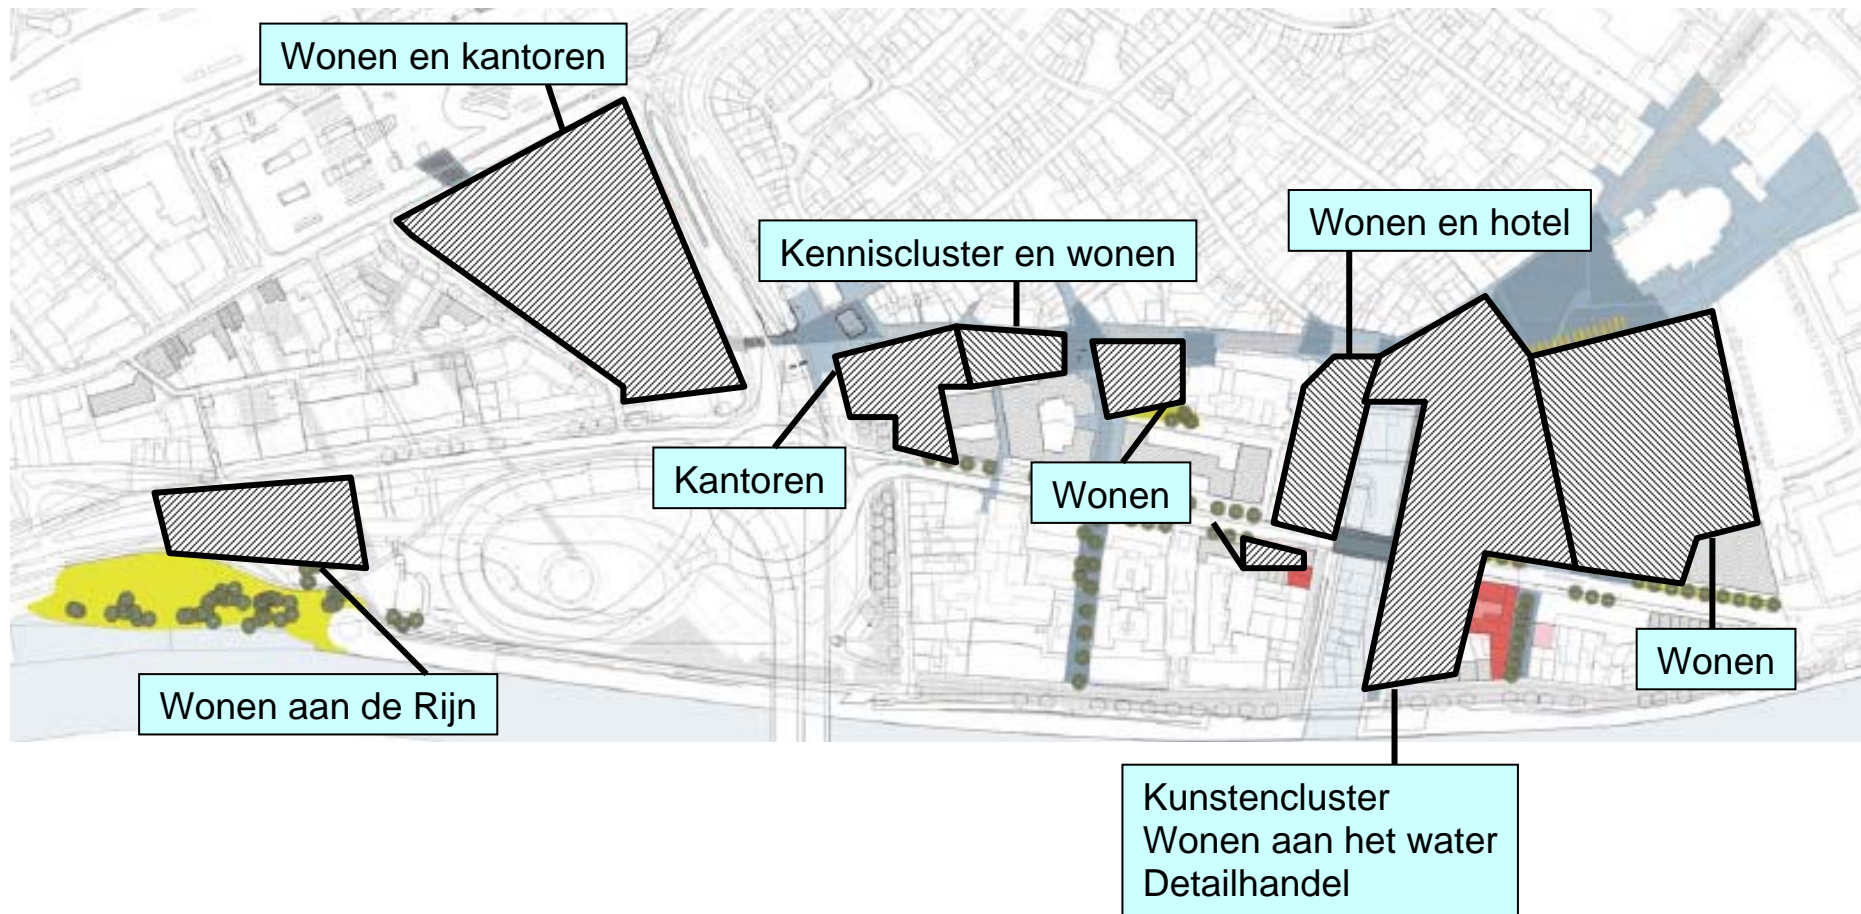 Wonen en kantoren
Wonen en hotel
Kenniscluster en wonen
Kantoren
Wonen
Wonen
Wonen aan de Rijn
Kunstencluster
Wonen aan het water
Detailhandel